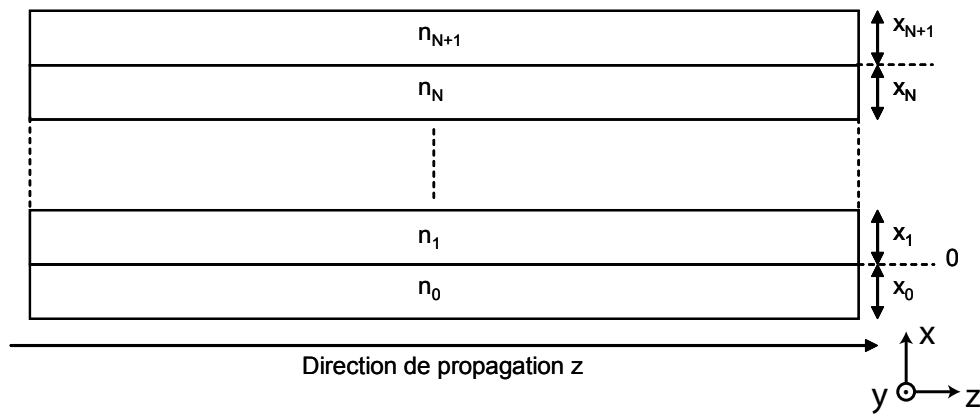 n_{N+1} x_{N+1}
n_N x_N
n_1 x_1
0
n_0 x_0
Direction de propagation z
x
y z